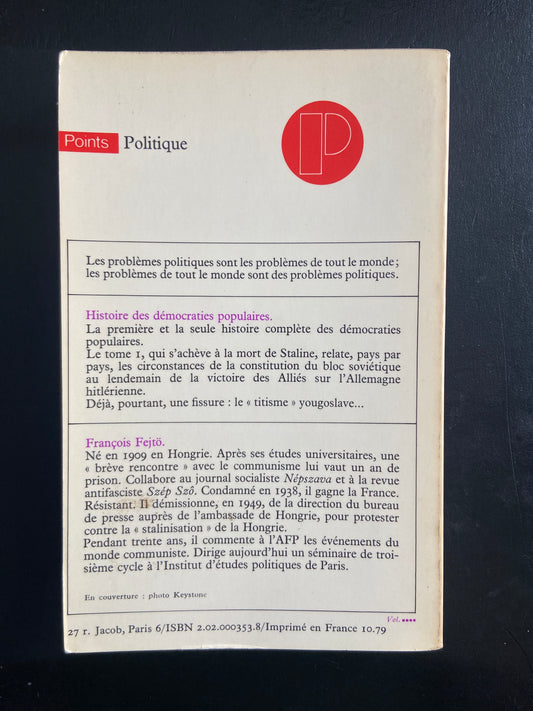 P
Points Politique
Les problèmes politiques sont les problèmes de tout le monde ;
les problèmes de tout le monde sont des problèmes politiques.
Histoire des démocraties populaires.
La première et la seule histoire complète des démocraties
populaires.
Le tome 1, qui s'achève à la mort de Staline, relate, pays par
pays, les circonstances de la constitution du bloc soviétique
au lendemain de la victoire des Alliés sur l'Allemagne
hitlérienne.
Déjà, pourtant, une fissure : le « titisme » yougoslave...
François Fejtö.
Né en 1909 en Hongrie. Après ses études universitaires, une
« brève rencontre » avec le communisme lui vaut un an de
prison. Collabore au journal socialiste Népszava et à la revue
antifasciste Szép Szô. Condamné en 1938, il gagne la France.
Résistant. Il démissionne, en 1949, de la direction du bureau
de presse auprès de l'ambassade de Hongrie, pour protester
contre la « stalinisation » de la Hongrie.
Pendant trente ans, il commente à l'AFP les événements du
monde communiste. Dirige aujourd'hui un séminaire de troi-
sième cycle à l'Institut d'études politiques de Paris.
En couverture : photo Keystone
Vol. ••••
27 r. Jacob, Paris 6/ISBN 2.02.000353.8/Imprimé en France 10.79